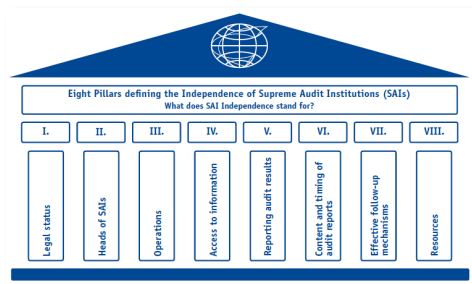 Eight Pillars defining the Independence of Supreme Audit Institutions (SAIs)
What does SAI Independence stand for?
I.
II.
III.
IV.
V.
VI.
VII.
VIII.
Legal status
Heads of SAIs
Operations
Access to information
Reporting audit results
Content and timing of
audit reports
Effective follow-up
mechanisms
Resources